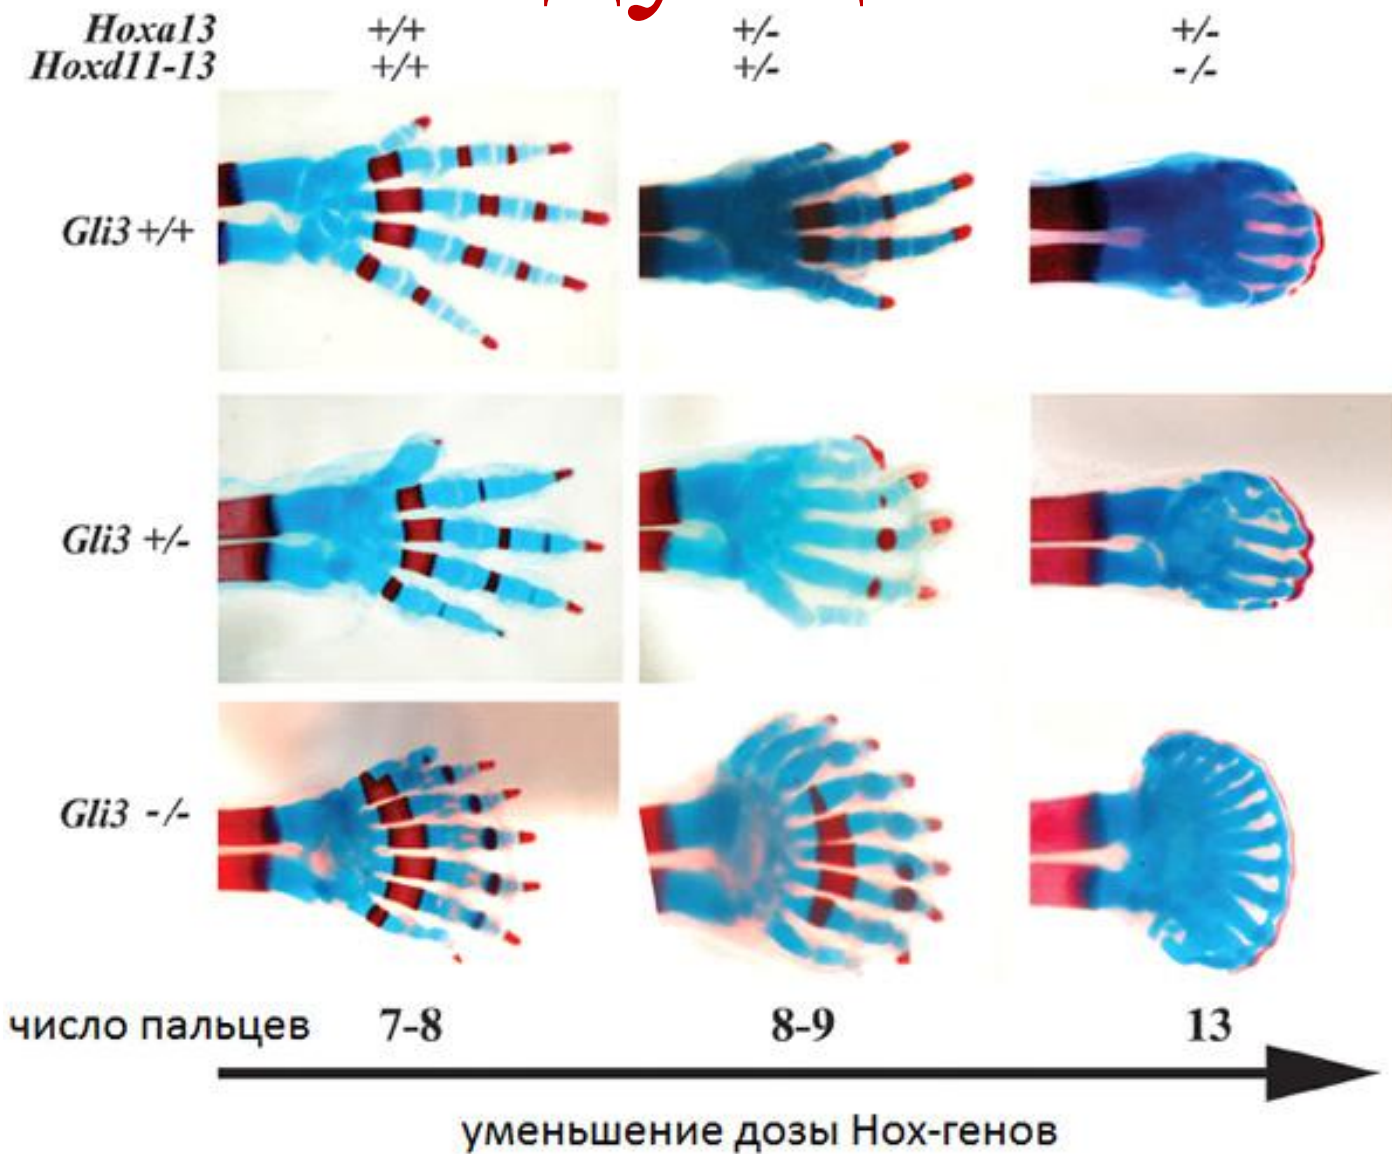 Hoxa13 +/+ +/- +/-
Hoxd11-13 +/+ +/- -/-
Gli3 +/+
Gli3 +/-
Gli3 -/-
число пальцев 7-8 8-9 13
уменьшение дозы Hox-генов